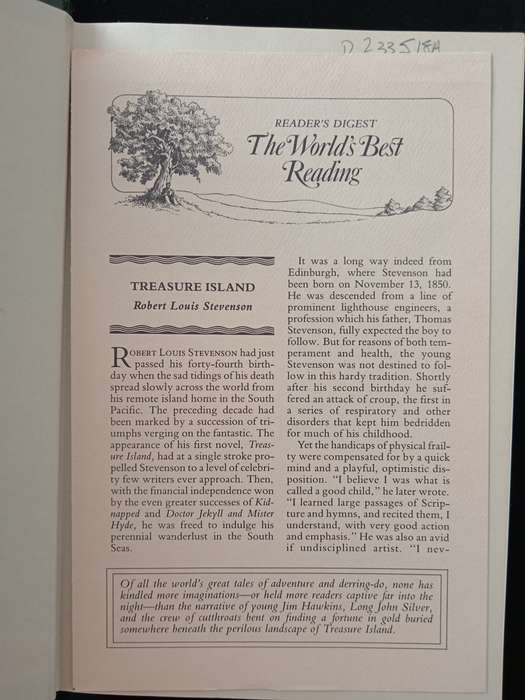 D 23351EA
READER'S DIGEST
The World's Best
Reading
TREASURE ISLAND
Robert Louis Stevenson
ROBERT LOUIS STEVENSON had just
passed his forty-fourth birth-
day when the sad tidings of his death
spread slowly across the world from
his remote island home in the South
Pacific. The preceding decade had
been marked by a succession of tri-
umphs verging on the fantastic. The
appearance of his first novel, Treas-
ure Island, had at a single stroke pro-
pelled Stevenson to a level of celebri-
ty few writers ever approach. Then,
with the financial independence won
by the even greater successes of Kid-
napped and Doctor Jekyll and Mister
Hyde, he was freed to indulge his
perennial wanderlust in the South
Seas.
It was a long way indeed from
Edinburgh, where Stevenson had
been born on November 13, 1850.
He was descended from a line of
prominent lighthouse engineers, a
profession which his father, Thomas
Stevenson, fully expected the boy to
follow. But for reasons of both tem-
perament and health, the young
Stevenson was not destined to fol-
low in this hardy tradition. Shortly
after his second birthday he suf-
fered an attack of croup, the first in
a series of respiratory and other
disorders that kept him bedridden
for much of his childhood.
Yet the handicaps of physical frail-
ty were compensated for by a quick
mind and a playful, optimistic dis-
position. "I believe I was what is
called a good child," he later wrote.
"I learned large passages of Scrip-
ture and hymns, and recited them, I
understand, with very good action
and emphasis." He was also an avid
if undisciplined artist. "I nev-
Of all the world's great tales of adventure and derring-do, none has
kindled more imaginations—or held more readers captive far into the
night—than the narrative of young Jim Hawkins, Long John Silver,
and the crew of cutthroats bent on finding a fortune in gold buried
somewhere beneath the perilous landscape of Treasure Island.